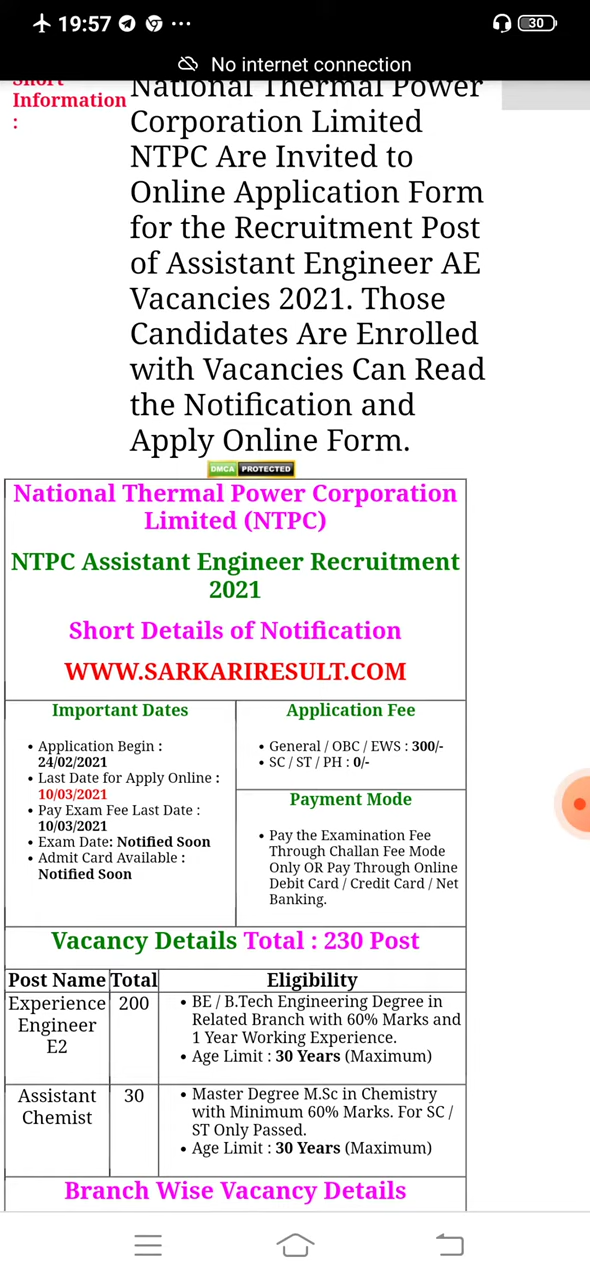 19:57
30
No internet connection
Short
Information
:
National Thermal Power
Corporation Limited
NTPC Are Invited to
Online Application Form
for the Recruitment Post
of Assistant Engineer AE
Vacancies 2021. Those
Candidates Are Enrolled
with Vacancies Can Read
the Notification and
Apply Online Form.
DMCA PROTECTED
National Thermal Power Corporation
Limited (NTPC)
NTPC Assistant Engineer Recruitment
2021
Short Details of Notification
WWW.SARKARIRESULT.COM
Important Dates
• Application Begin :
24/02/2021
• Last Date for Apply Online :
10/03/2021
• Pay Exam Fee Last Date :
10/03/2021
• Exam Date: Notified Soon
• Admit Card Available :
Notified Soon
Application Fee
• General / OBC / EWS : 300/-
• SC / ST / PH : 0/-
Payment Mode
• Pay the Examination Fee
Through Challan Fee Mode
Only OR Pay Through Online
Debit Card / Credit Card / Net
Banking.
Vacancy Details Total : 230 Post
Post Name Total Eligibility
Experience
Engineer
E2
200
• BE / B.Tech Engineering Degree in
Related Branch with 60% Marks and
1 Year Working Experience.
• Age Limit : 30 Years (Maximum)
Assistant
Chemist
30
• Master Degree M.Sc in Chemistry
with Minimum 60% Marks. For SC /
ST Only Passed.
• Age Limit : 30 Years (Maximum)
Branch Wise Vacancy Details